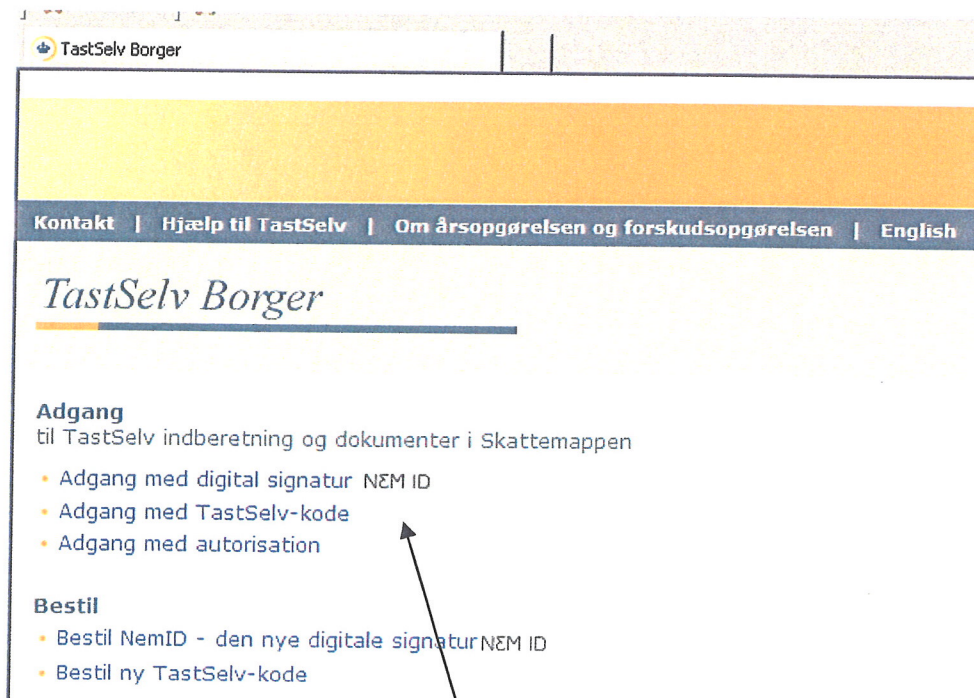 TastSelv Borger
Kontakt | Hjælp til TastSelv | Om årsopgørelsen og forskudsopgørelsen | English
TastSelv Borger
Adgang
til TastSelv indberetning og dokumenter i Skattemappen
• Adgang med digital signatur NEM ID
• Adgang med TastSelv-kode
• Adgang med autorisation
Bestil
• Bestil NemID - den nye digitale signatur NEM ID
• Bestil ny TastSelv-kode